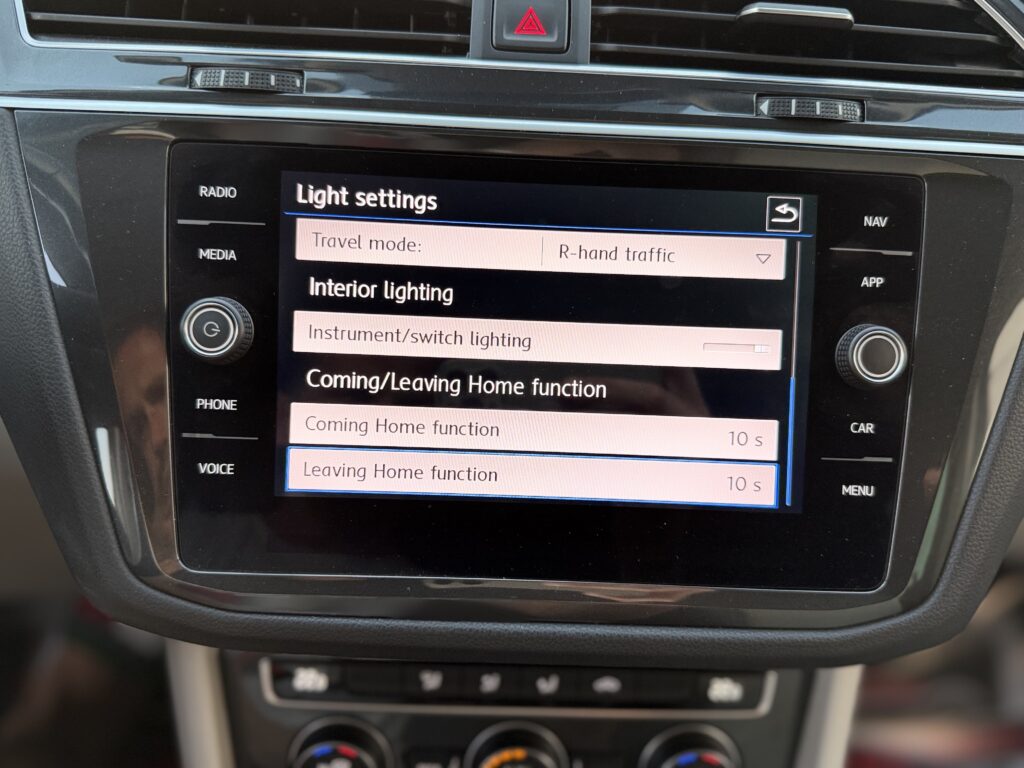 RADIO
MEDIA
PHONE
VOICE
Light settings
Travel mode: R-hand traffic
Interior lighting
Instrument/switch lighting
Coming/Leaving Home function
Coming Home function 10 s
Leaving Home function 10 s
NAV
APP
CAR
MENU